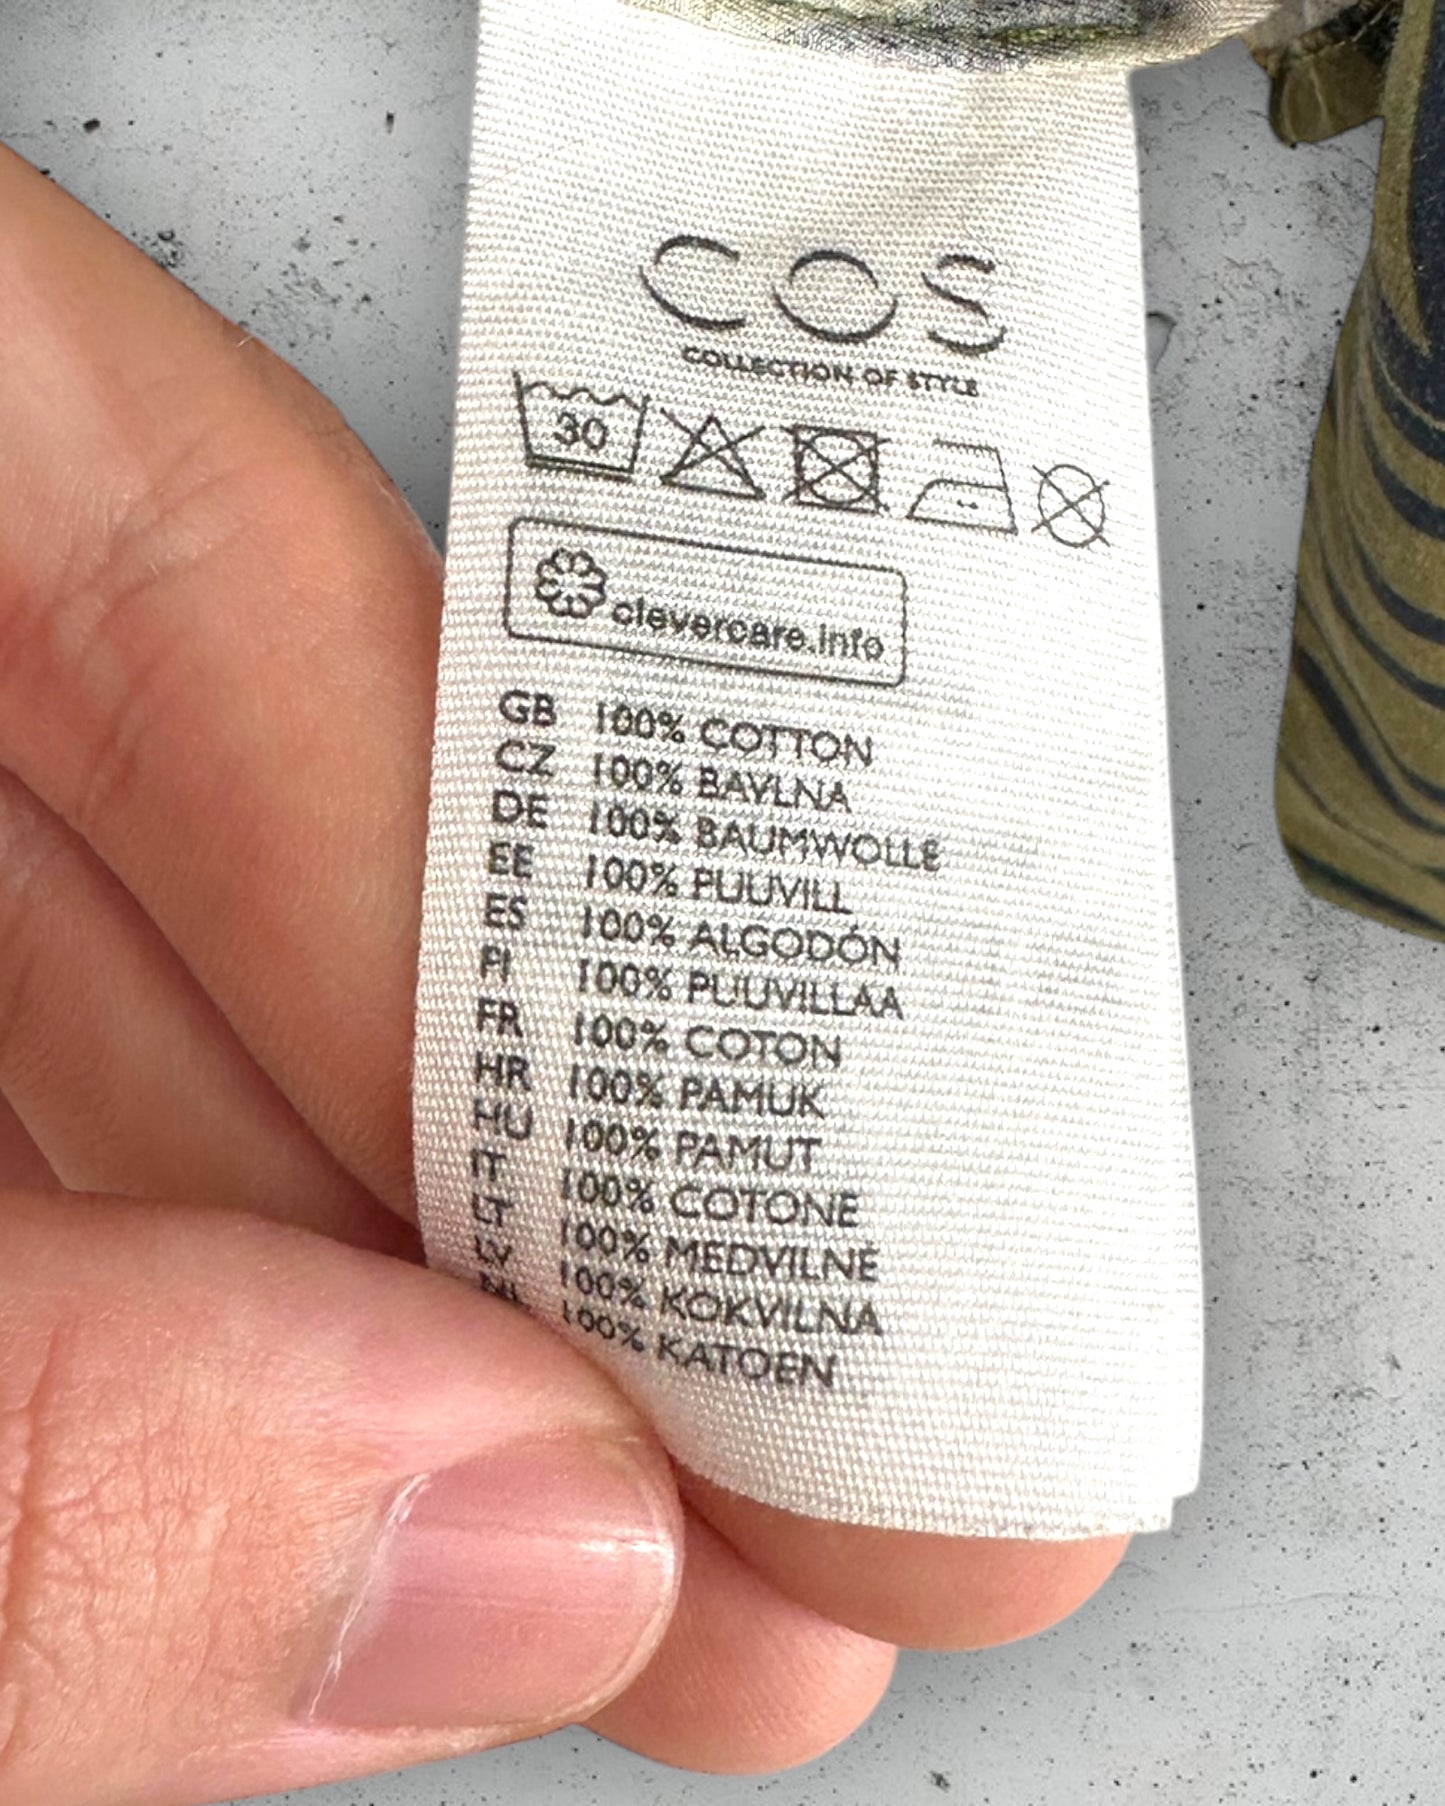 COS
COLLECTION OF STYLE
30
clevercare.info
GB 100% COTTON
CZ 100% BAVLNA
DE 100% BAUMWOLLE
EE 100% PUUVILL
ES 100% ALGODÓN
FI 100% PUUVILLAA
FR 100% COTON
HR 100% PAMUK
HU 100% PAMUT
IT 100% COTONE
LT 100% MEDVILNĖ
LV 100% KOKVILNA
100% KATOEN